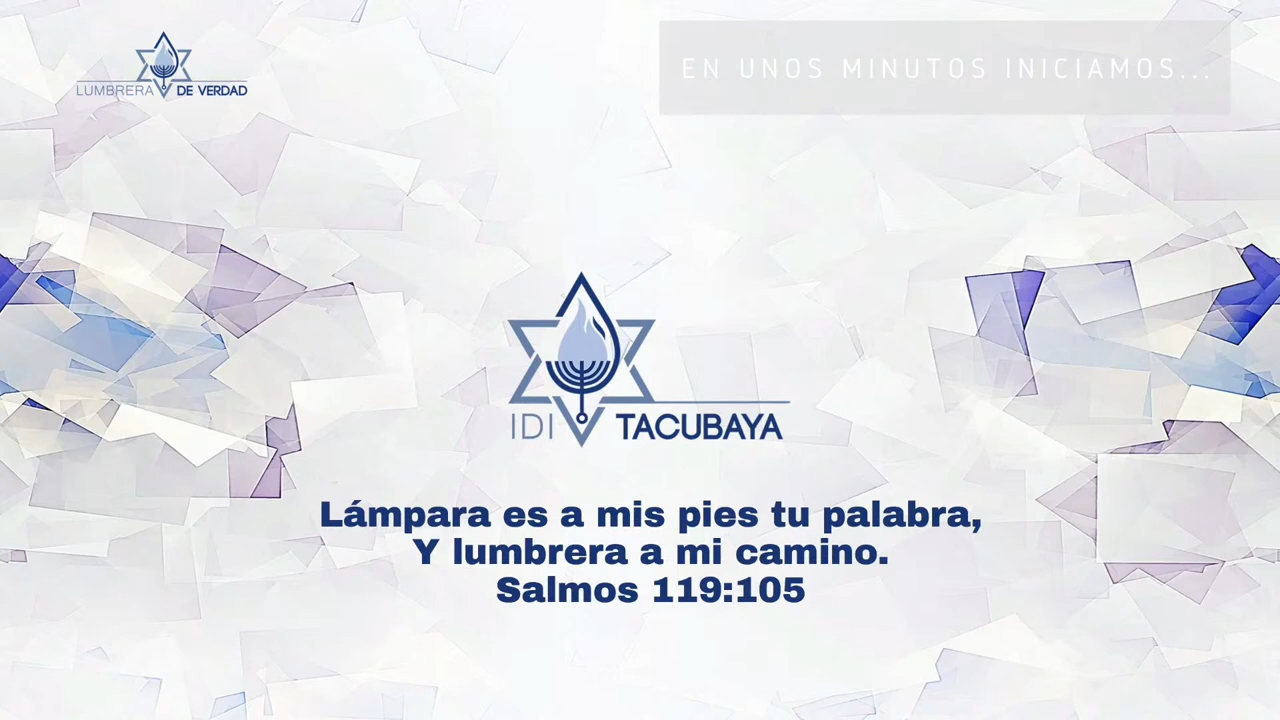 LUMBRERA DE VERDAD
EN UNOS MINUTOS INICIAMOS...
IDI TACUBAYA
Lámpara es a mis pies tu palabra,
Y lumbrera a mi camino.
Salmos 119:105